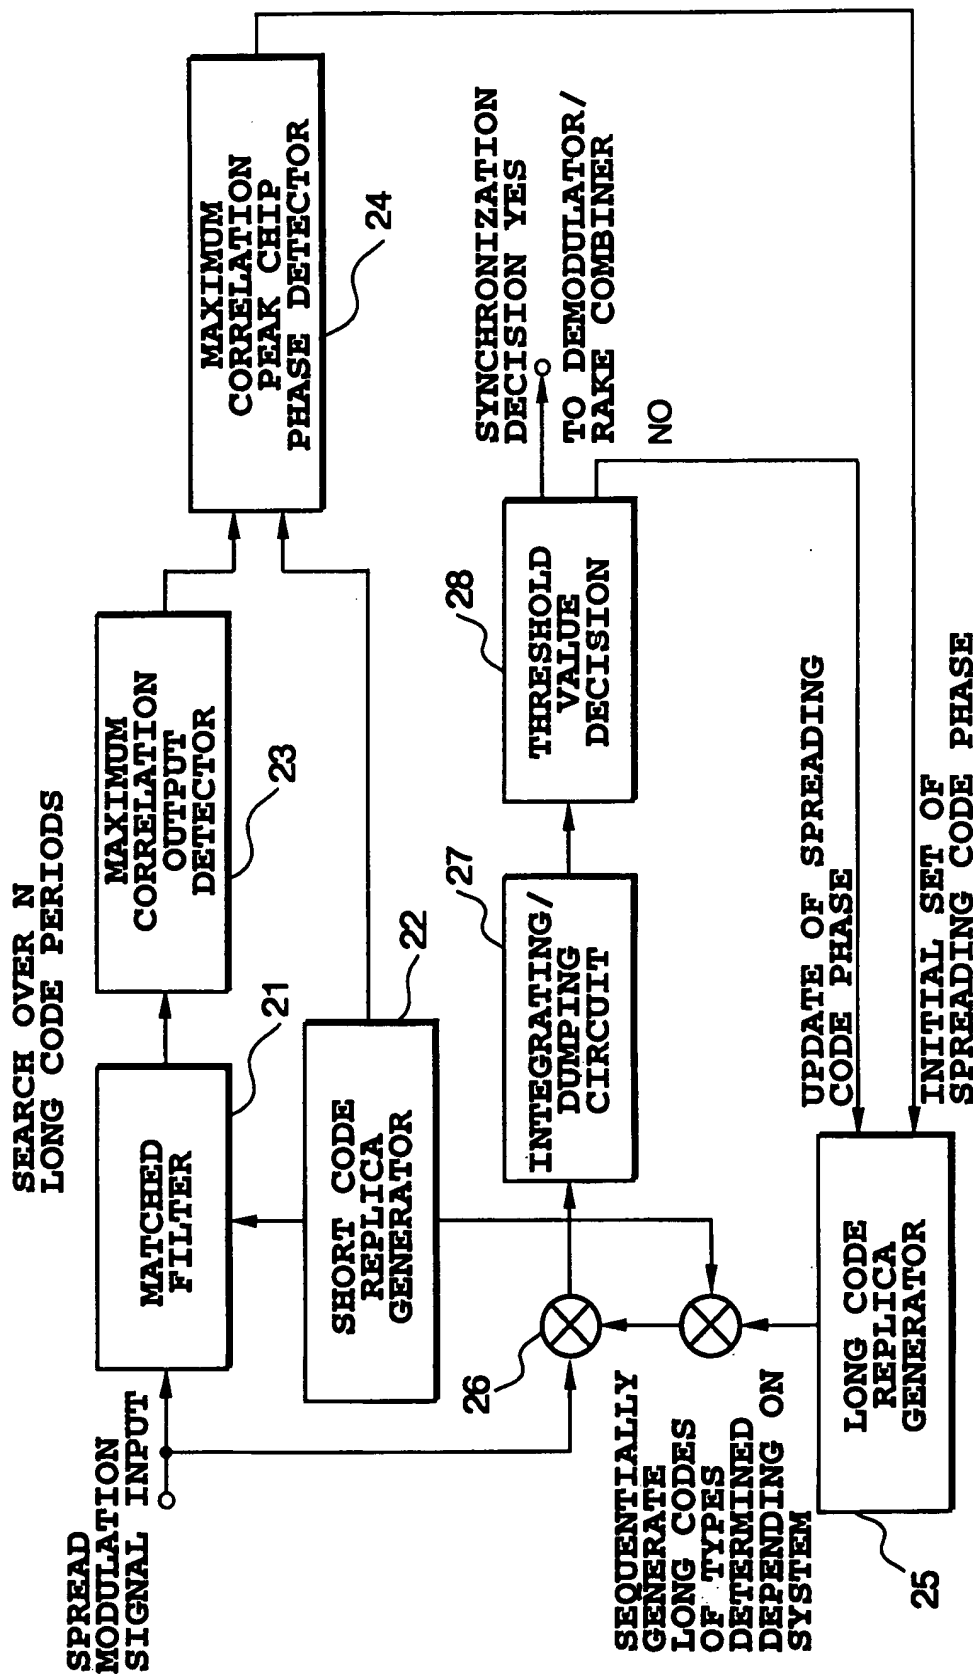 SPREAD
MODULATION
SIGNAL INPUT
SEARCH OVER N
LONG CODE PERIODS
MATCHED
FILTER
21
MAXIMUM
CORRELATION
OUTPUT
DETECTOR
23
MAXIMUM
CORRELATION
PEAK CHIP
PHASE DETECTOR
24
SHORT CODE
REPLICA
GENERATOR
22
26
INTEGRATING/
DUMPING
CIRCUIT
27
THRESHOLD
VALUE
DECISION
28
SYNCHRONIZATION
DECISION YES
TO DEMODULATOR/
RAKE COMBINER
NO
SEQUENTIALLY
GENERATE
LONG CODES
OF TYPES
DETERMINED
DEPENDING ON
SYSTEM
LONG CODE
REPLICA
GENERATOR
25
UPDATE OF SPREADING
CODE PHASE
INITIAL SET OF
SPREADING CODE PHASE